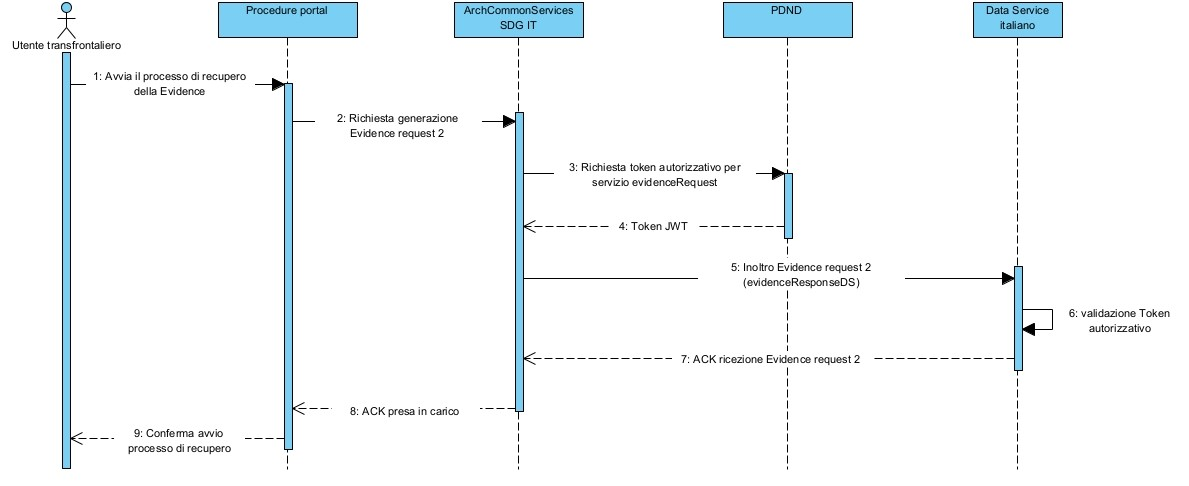 Procedure portal
ArchCommonServices
SDG IT
PDND
Data Service
italiano
Utente transfrontaliero
1: Avvia il processo di recupero
della Evidence
2: Richiesta generazione
Evidence request 2
3: Richiesta token autorizzativo per
servizio evidenceRequest
4: Token JWT
5: Inoltro Evidence request 2
(evidenceResponseDS)
6: validazione Token
autorizzativo
7: ACK ricezione Evidence request 2
8: ACK presa in carico
9: Conferma avvio
processo di recupero